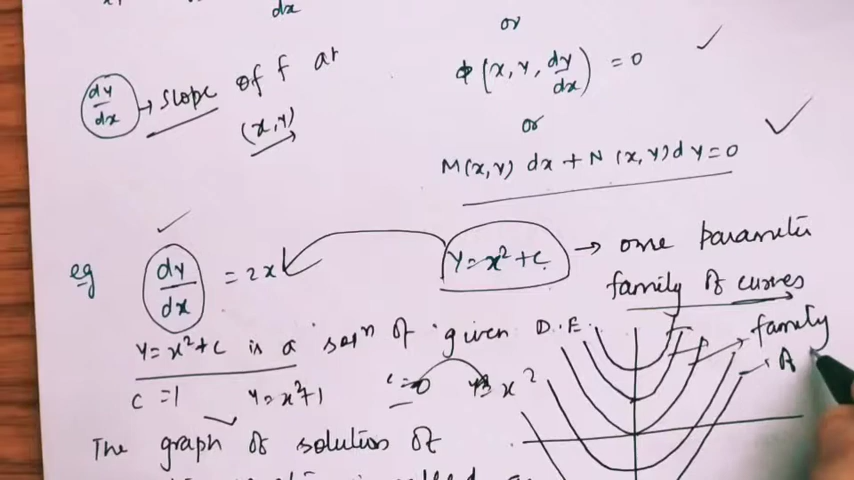 dx
or
dy/dx → slope of f at
(x,y)
ϕ(x, y, dy/dx) = 0
or
M(x,y) dx + N (x,y) dy = 0
eg dy/dx = 2x
y = x² + c. → one parameter
family of curves
y = x² + c is a solⁿ of given D.E.
family
c = 1 y = x² + 1 c = 0 y = x²
The graph of solution of